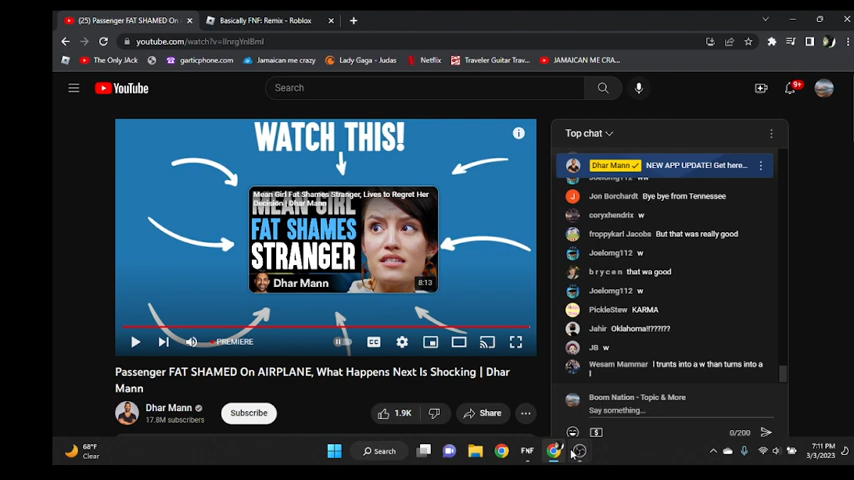 (25) Passenger FAT SHAMED On A
Basically FNF: Remix - Roblox
youtube.com/watch?v=
The Only JAck
garticphone.com
Jamaican me crazy
Lady Gaga - Judas
Netflix
Traveler Guitar Trav...
JAMAICAN ME CRA...
YouTube
Search
9+
WATCH THIS!
Mean Girl Fat Shames Stranger, Lives to Regret Her
Decision | Dhar Mann
MEAN GIRL
FAT SHAMES
STRANGER
Dhar Mann
8:13
PREMIERE
Top chat
Dhar Mann
NEW APP UPDATE! Get here...
Joelomg112 ww
Jon Borchardt Bye bye from Tennessee
coryxhendrix w
froppykarl Jacobs But that was really good
Joelomg112 w
b r y c e n that wa good
Joelomg112 w
PickleStew KARMA
Jahir Oklahoma!!???!??
JB w
Wesam Mammar l trunts into a w than turns into a
l
Boom Nation - Topic & More
Say something...
0/200
Passenger FAT SHAMED On AIRPLANE, What Happens Next Is Shocking | Dhar
Mann
Dhar Mann
17.8M subscribers
Subscribe
1.9K
Share
68°F
Clear
Search
FNF
7:11 PM
3/3/2023